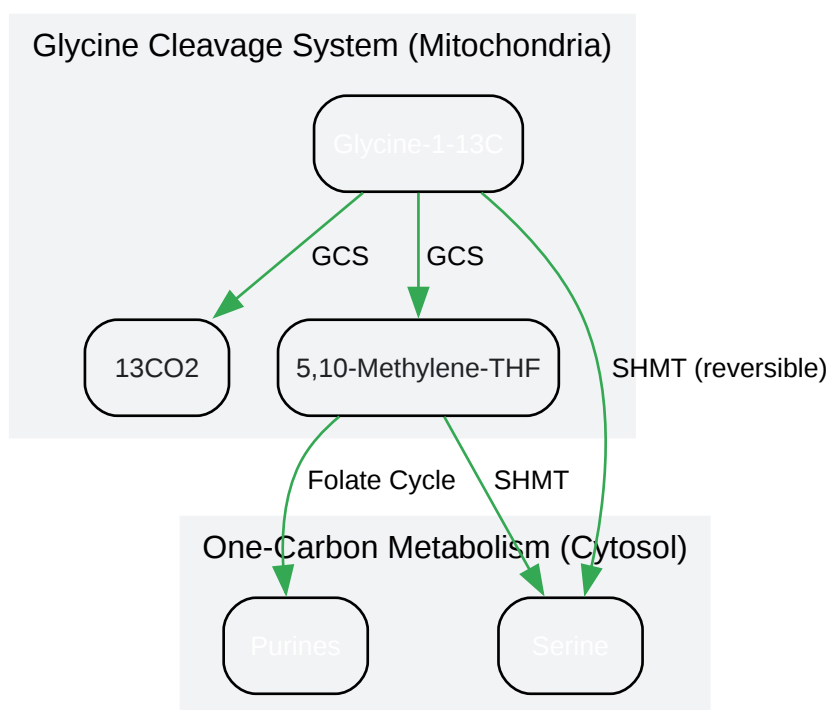 Glycine Cleavage System (Mitochondria)
Glycine-1-13C
GCS
GCS
13CO2
5,10-Methylene-THF
SHMT (reversible)
Folate Cycle
SHMT
One-Carbon Metabolism (Cytosol)
Purines
Serine